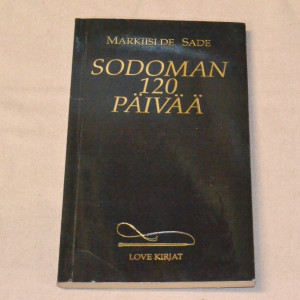 MARKIISI DE SADE
SODOMAN
120
PÄIVÄÄ
LOVE KIRJAT